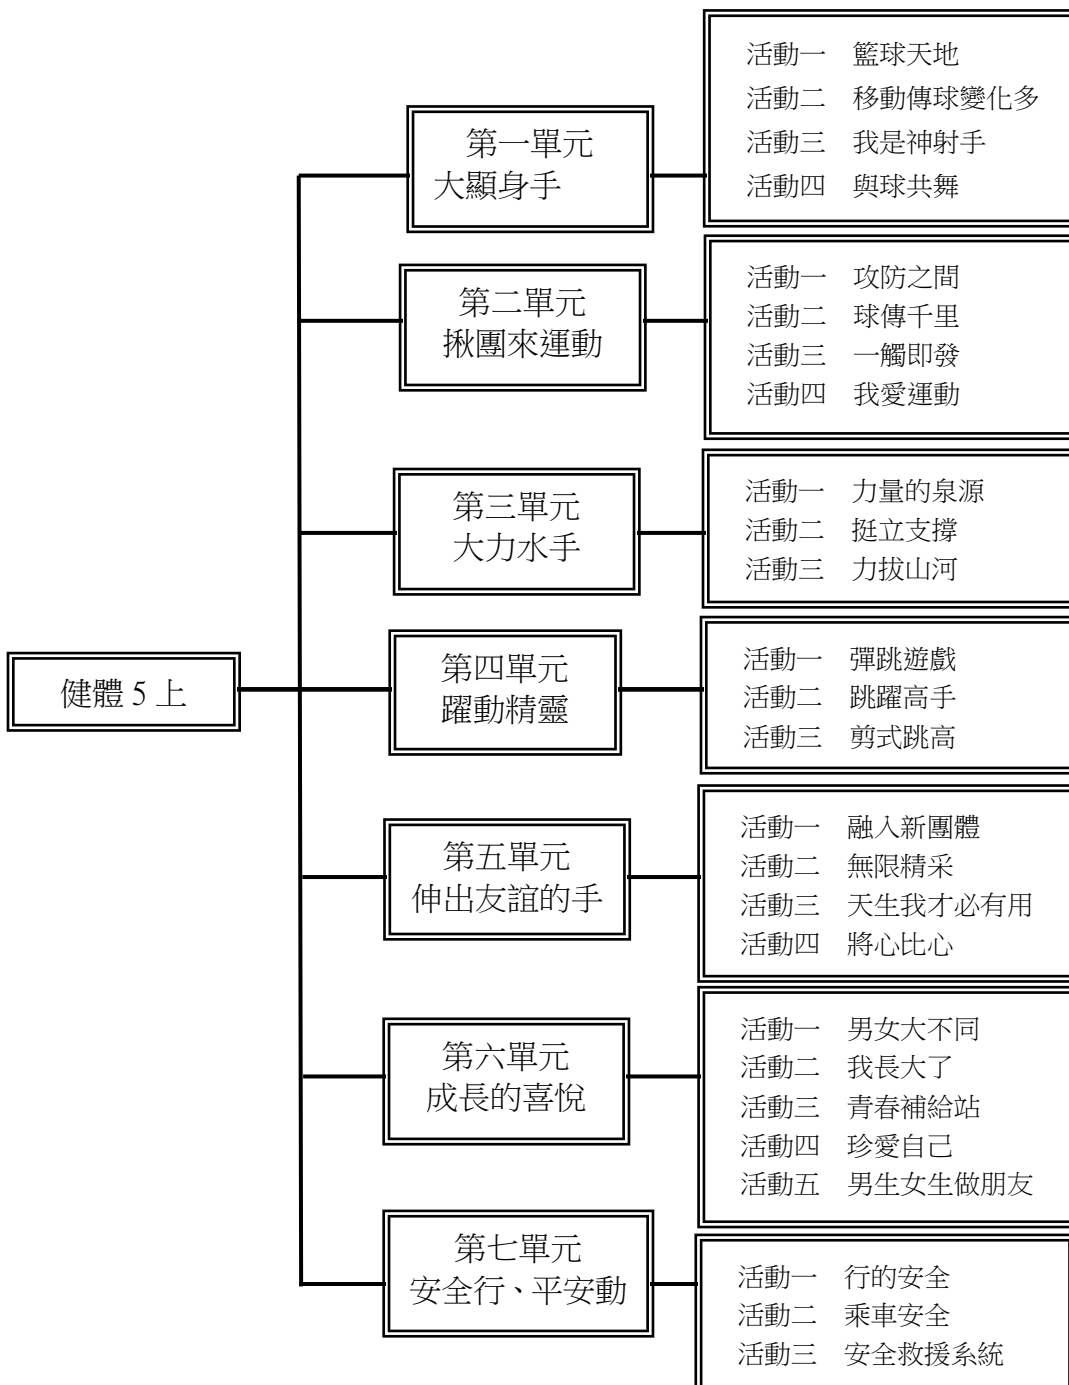 健體 5 上
第一單元
大顯身手
活動一　籃球天地
活動二　移動傳球變化多
活動三　我是神射手
活動四　與球共舞
第二單元
揪團來運動
活動一　攻防之間
活動二　球傳千里
活動三　一觸即發
活動四　我愛運動
第三單元
大力水手
活動一　力量的泉源
活動二　挺立支撐
活動三　力拔山河
第四單元
躍動精靈
活動一　彈跳遊戲
活動二　跳躍高手
活動三　剪式跳高
第五單元
伸出友誼的手
活動一　融入新團體
活動二　無限精采
活動三　天生我才必有用
活動四　將心比心
第六單元
成長的喜悅
活動一　男女大不同
活動二　我長大了
活動三　青春補給站
活動四　珍愛自己
活動五　男生女生做朋友
第七單元
安全行、平安動
活動一　行的安全
活動二　乘車安全
活動三　安全救援系統